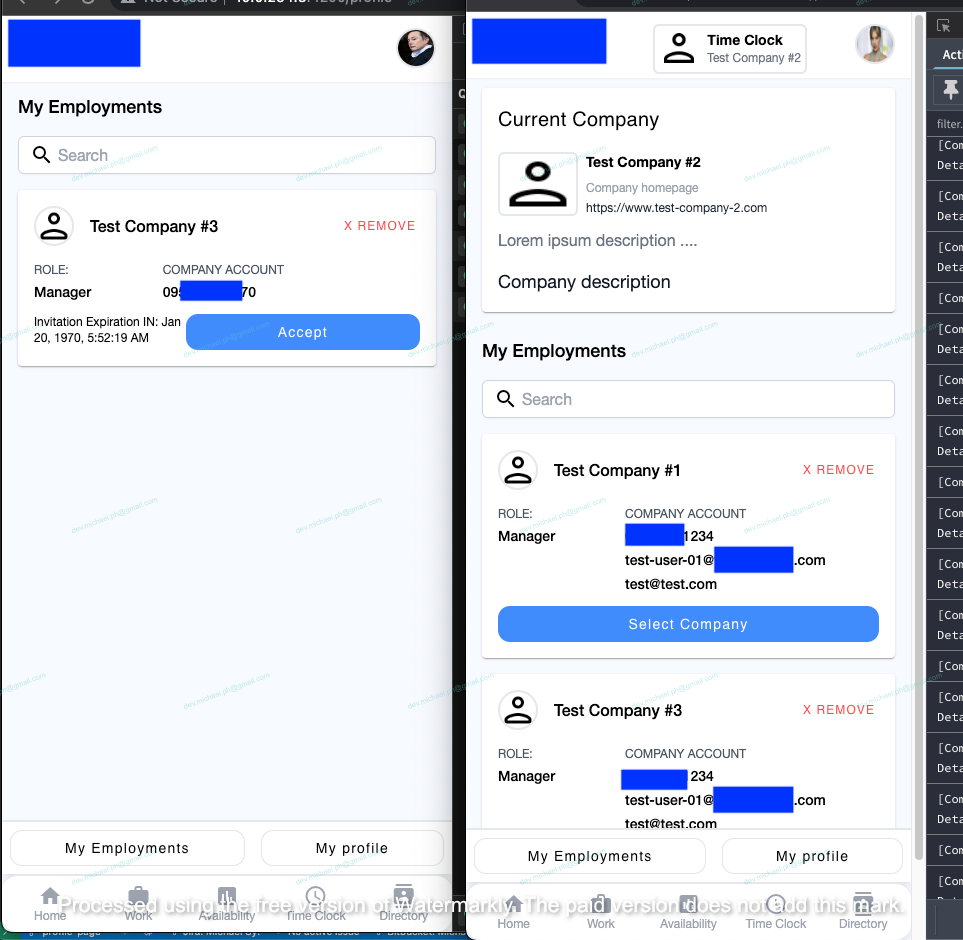 My Employments
Search
Test Company #3
X REMOVE
ROLE:
COMPANY ACCOUNT
Manager
70
Invitation Expiration IN: Jan
20, 1970, 5:52:19 AM
Accept
My Employments
My profile
Home
Work
Availability
Time Clock
Directory
Time Clock
Test Company #2
Current Company
Test Company #2
Company homepage
https://www.test-company-2.com
Lorem ipsum description ....
Company description
My Employments
Search
Test Company #1
X REMOVE
ROLE:
COMPANY ACCOUNT
Manager
1234
test-user-01@
.com
test@test.com
Select Company
Test Company #3
X REMOVE
ROLE:
COMPANY ACCOUNT
Manager
234
test-user-01@
.com
test@test.com
My Employments
My profile
Home
Work
Availability
Time Clock
Directory
filter.
dev.michael.ph@gmail.com
Processed using the free version of Watermarkly. The paid version does not add this mark.